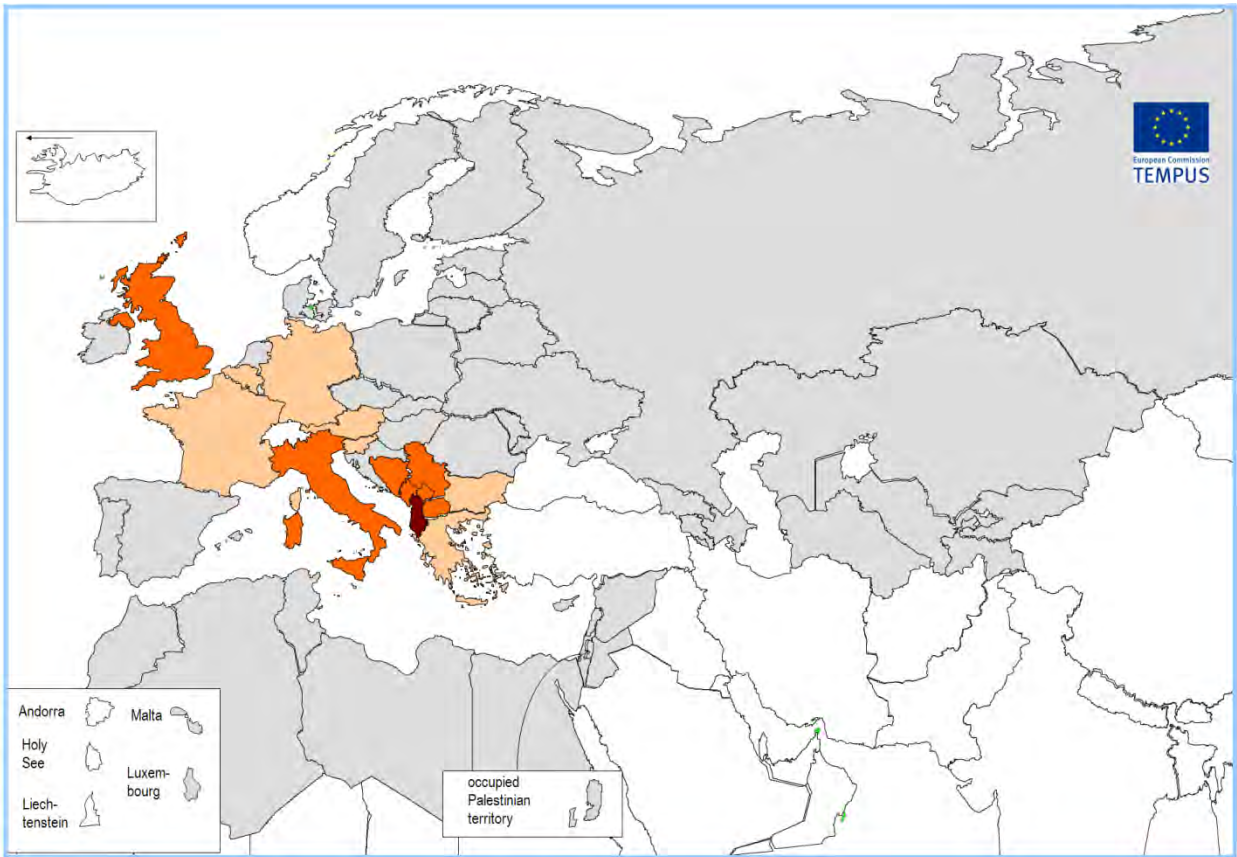 European Commission
TEMPUS
Andorra
Malta
Holy
See
Luxem-
bourg
Liech-
tenstein
occupied
Palestinian
territory